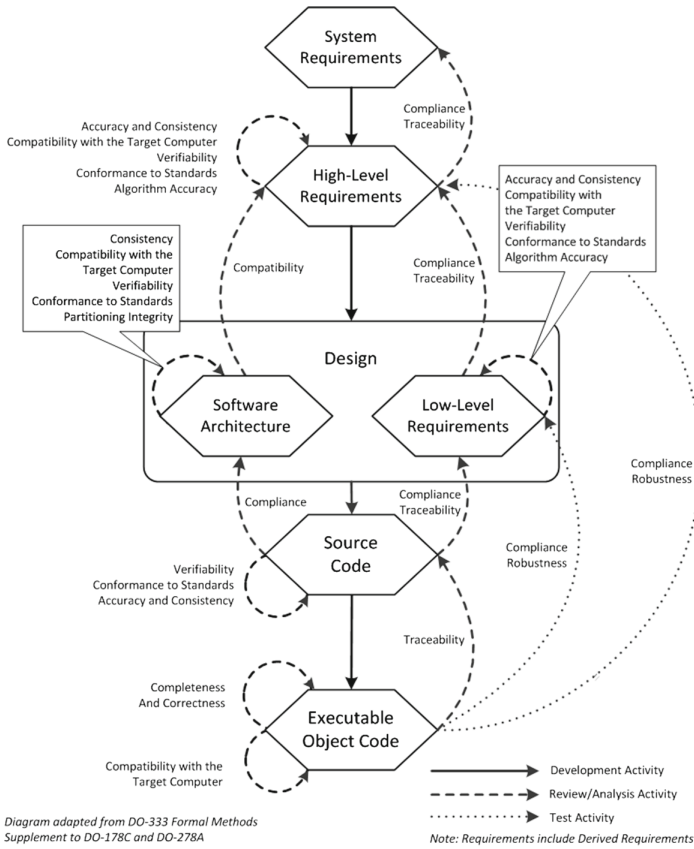 System
Requirements
Compliance
Traceability
Accuracy and Consistency
Compatibility with the Target Computer
Verifiability
Conformance to Standards
Algorithm Accuracy
High-Level
Requirements
Accuracy and Consistency
Compatibility with
the Target Computer
Verifiability
Conformance to Standards
Algorithm Accuracy
Consistency
Compatibility with the
Target Computer
Verifiability
Conformance to Standards
Partitioning Integrity
Compatibility
Compliance
Traceability
Design
Software
Architecture
Low-Level
Requirements
Compliance
Robustness
Compliance
Compliance
Traceability
Source
Code
Compliance
Robustness
Verifiability
Conformance to Standards
Accuracy and Consistency
Traceability
Completeness
And Correctness
Executable
Object Code
Compatibility with the
Target Computer
Development Activity
Review/Analysis Activity
Test Activity
Diagram adapted from DO-333 Formal Methods
Supplement to DO-178C and DO-278A
Note: Requirements include Derived Requirements